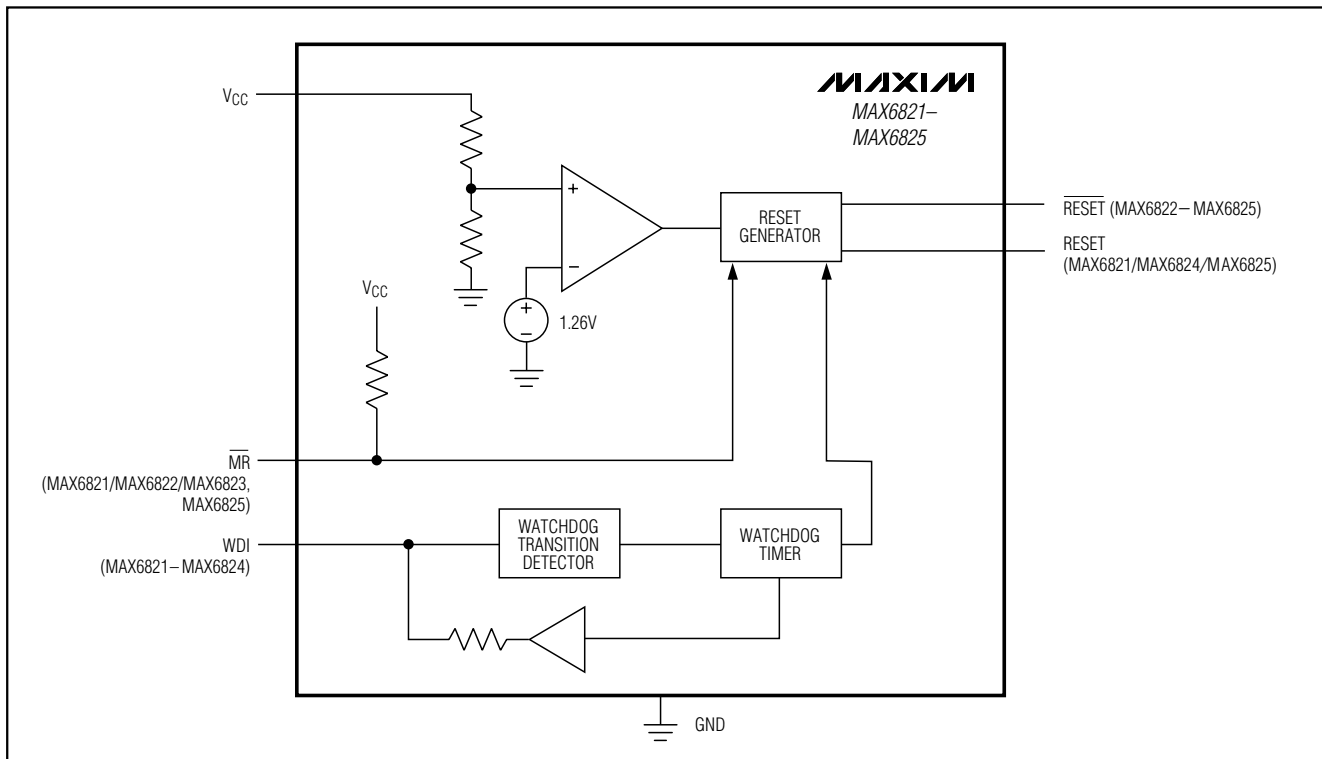 MAXIM
MAX6821–
MAX6825
VCC
+
−
RESET
GENERATOR
RESET (MAX6822–MAX6825)
RESET
(MAX6821/MAX6824/MAX6825)
VCC
+
−
1.26V
MR
(MAX6821/MAX6822/MAX6823,
MAX6825)
WDI
(MAX6821–MAX6824)
WATCHDOG
TRANSITION
DETECTOR
WATCHDOG
TIMER
GND